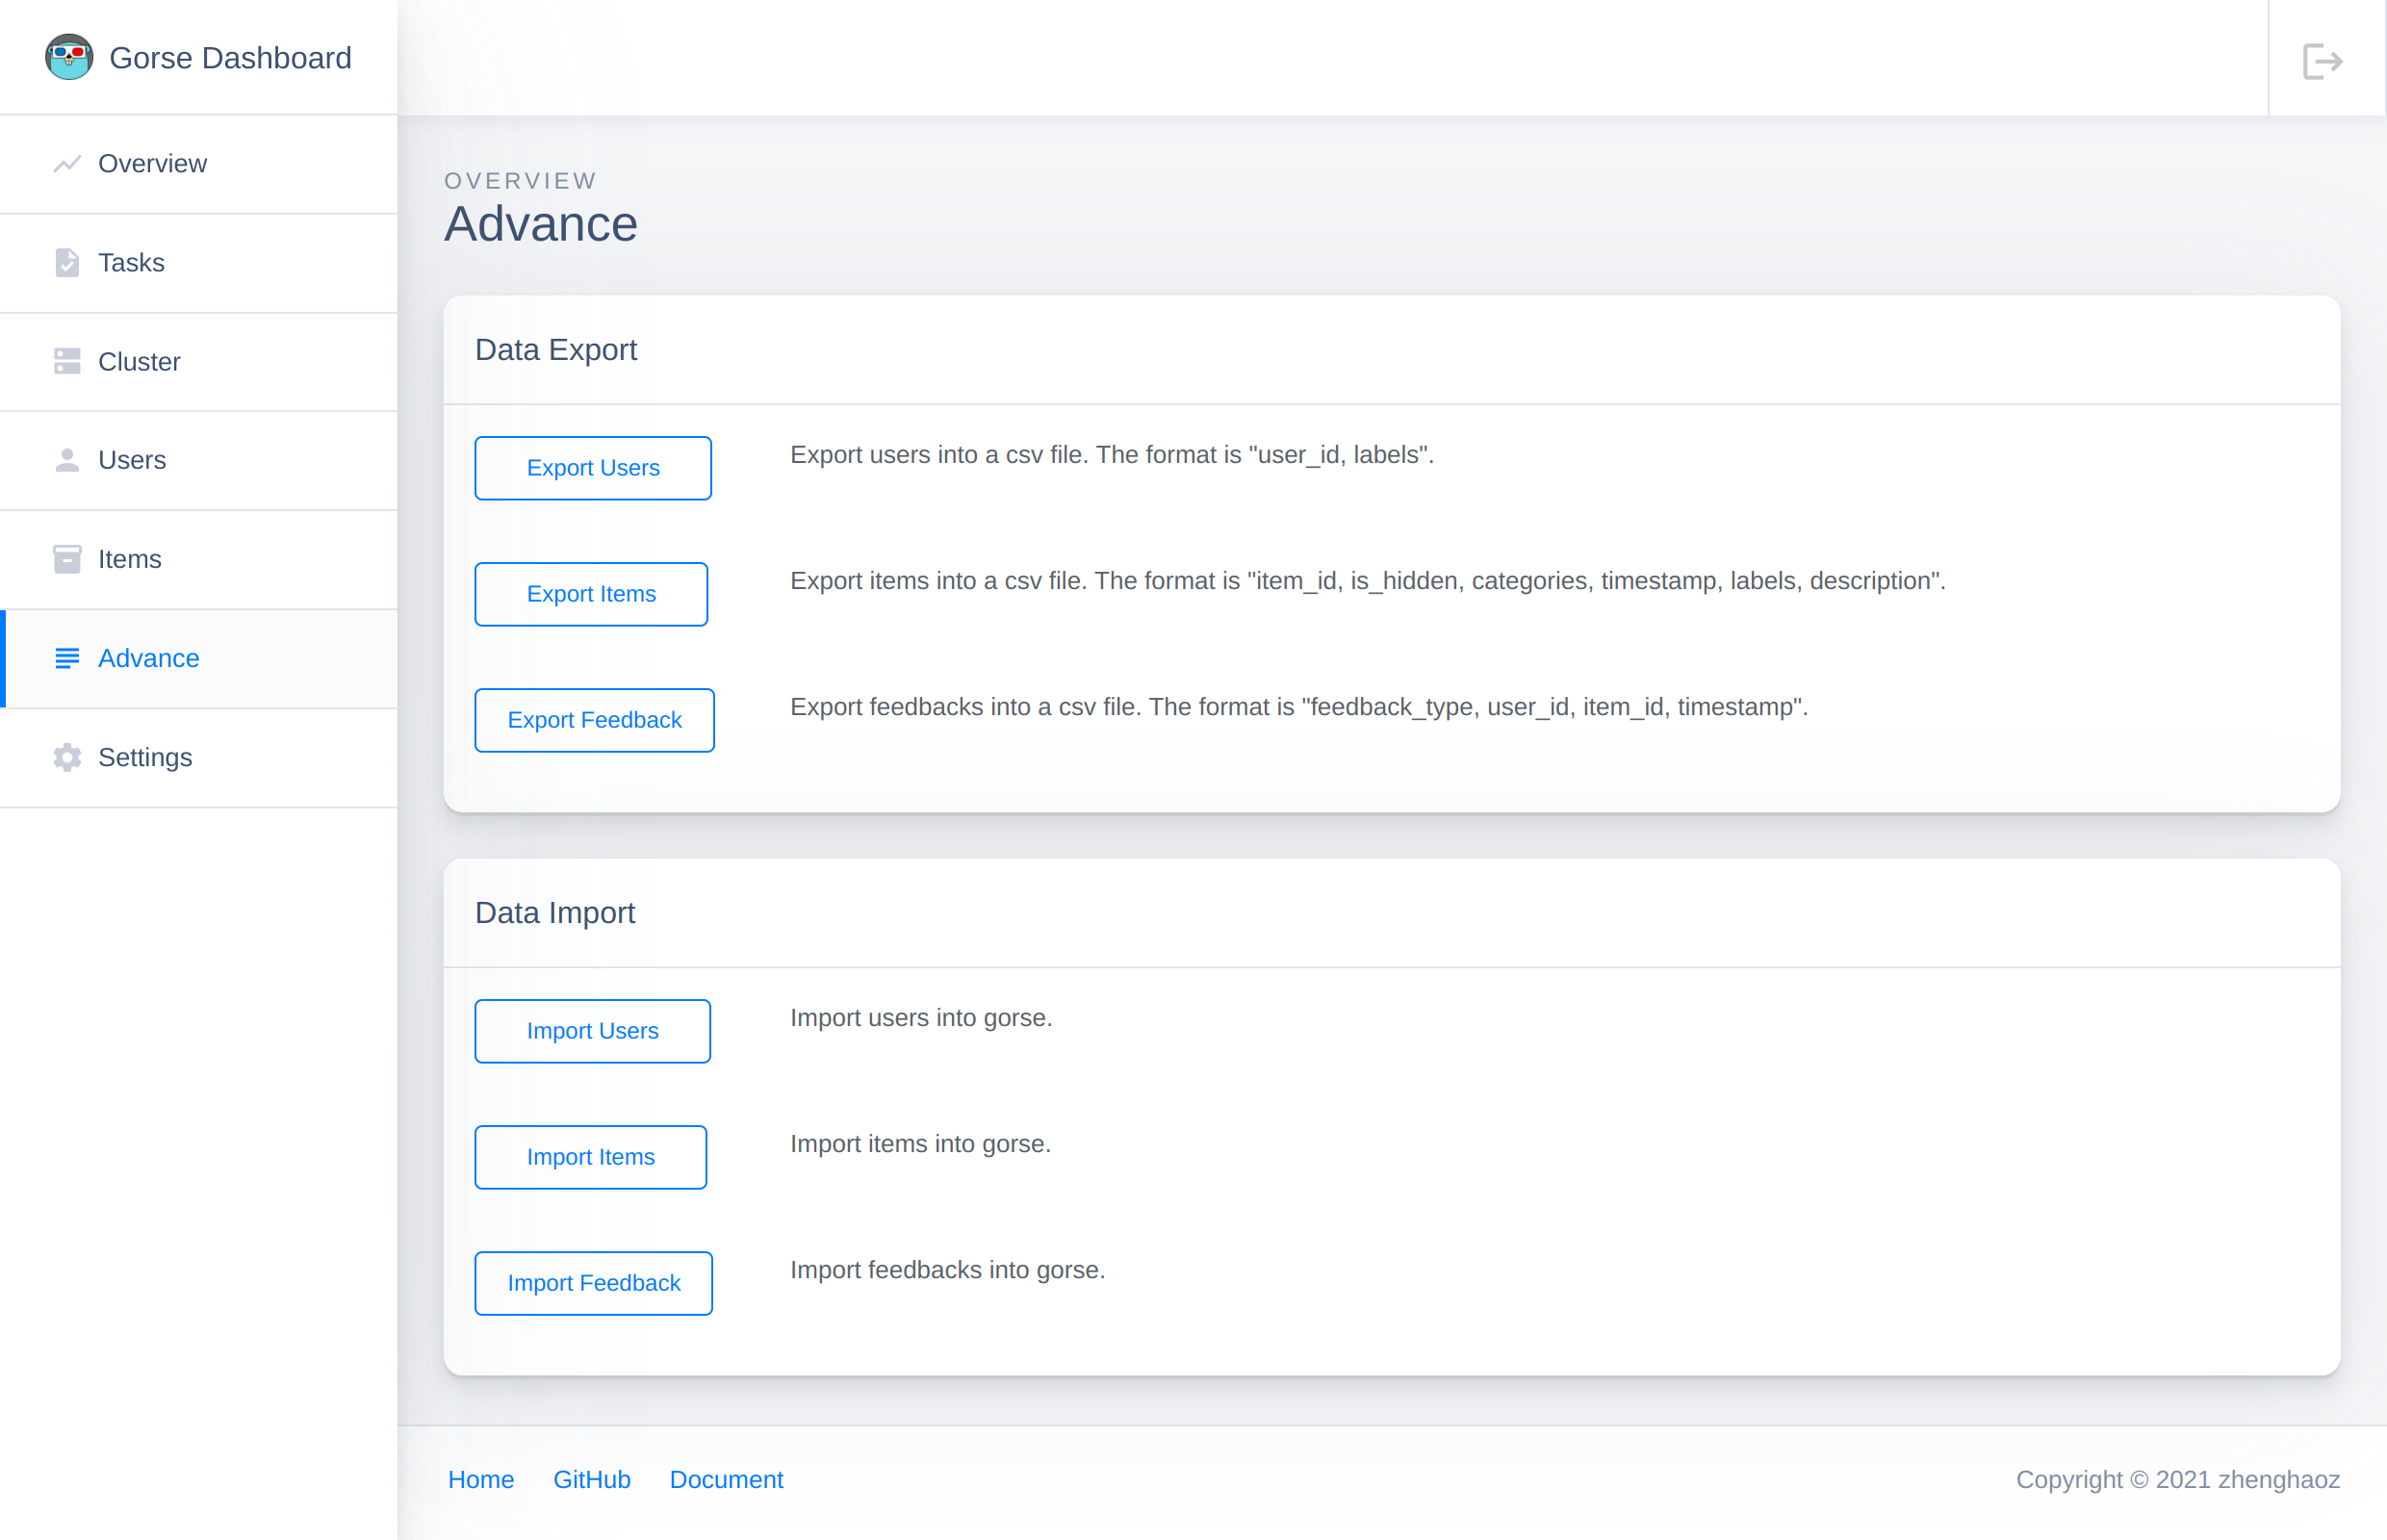 Gorse Dashboard
Overview
Tasks
Cluster
Users
Items
Advance
Settings
OVERVIEW
Advance
Data Export
Export Users
Export users into a csv file. The format is "user_id, labels".
Export Items
Export items into a csv file. The format is "item_id, is_hidden, categories, timestamp, labels, description".
Export Feedback
Export feedbacks into a csv file. The format is "feedback_type, user_id, item_id, timestamp".
Data Import
Import Users
Import users into gorse.
Import Items
Import items into gorse.
Import Feedback
Import feedbacks into gorse.
Home GitHub Document
Copyright © 2021 zhenghaoz